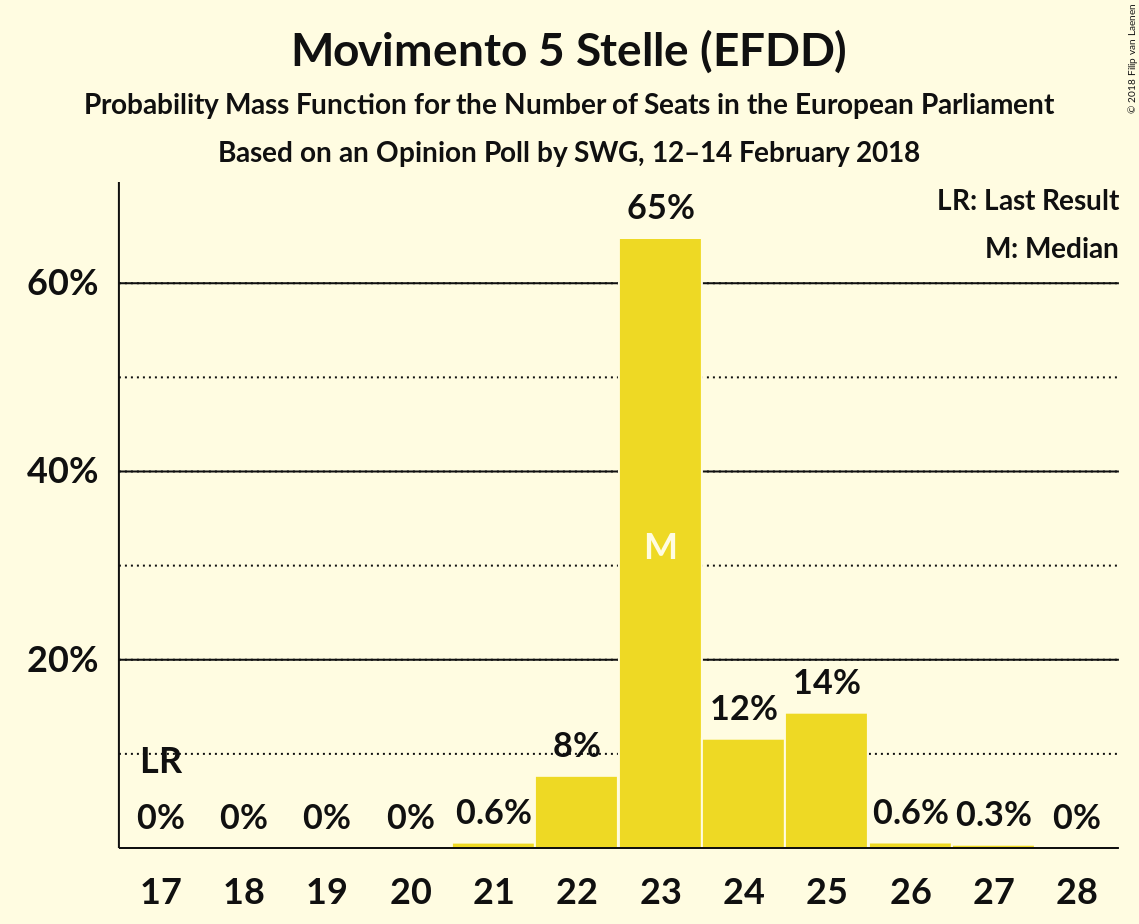 Movimento 5 Stelle (EFDD)
Probability Mass Function for the Number of Seats in the European Parliament
Based on an Opinion Poll by SWG, 12–14 February 2018
© 2018 Filip van Laenen
LR: Last Result
M: Median
65%
60%
40%
M
20%
14%
12%
8%
LR
0% 0% 0% 0% 0.6% 0.6% 0.3% 0%
17 18 19 20 21 22 23 24 25 26 27 28